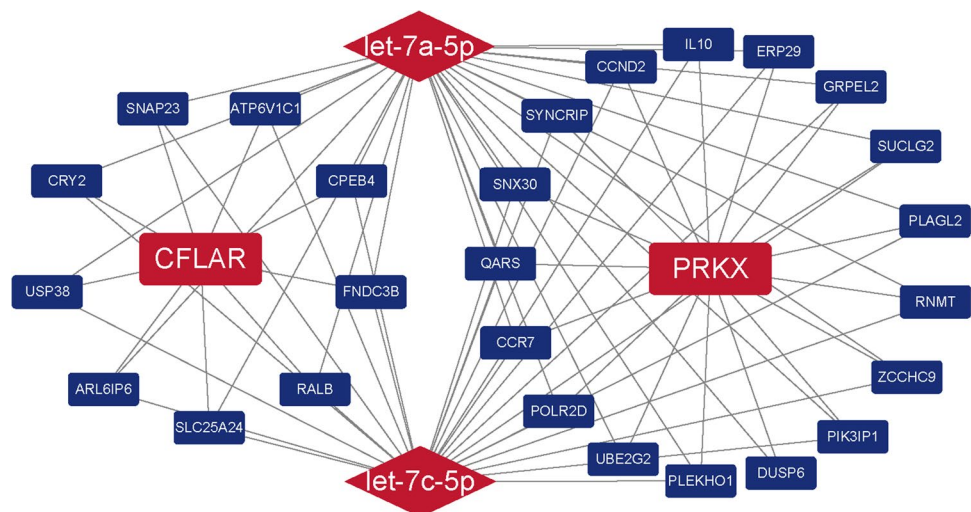 let-7a-5p
IL10
ERP29
CCND2
GRPEL2
SNAP23
ATP6V1C1
SYNCRIP
SUCLG2
CRY2
CPEB4
SNX30
PLAGL2
CFLAR
PRKX
QARS
USP38
FNDC3B
RNMT
CCR7
ZCCHC9
ARL6IP6
RALB
POLR2D
SLC25A24
PIK3IP1
UBE2G2
DUSP6
let-7c-5p
PLEKHO1